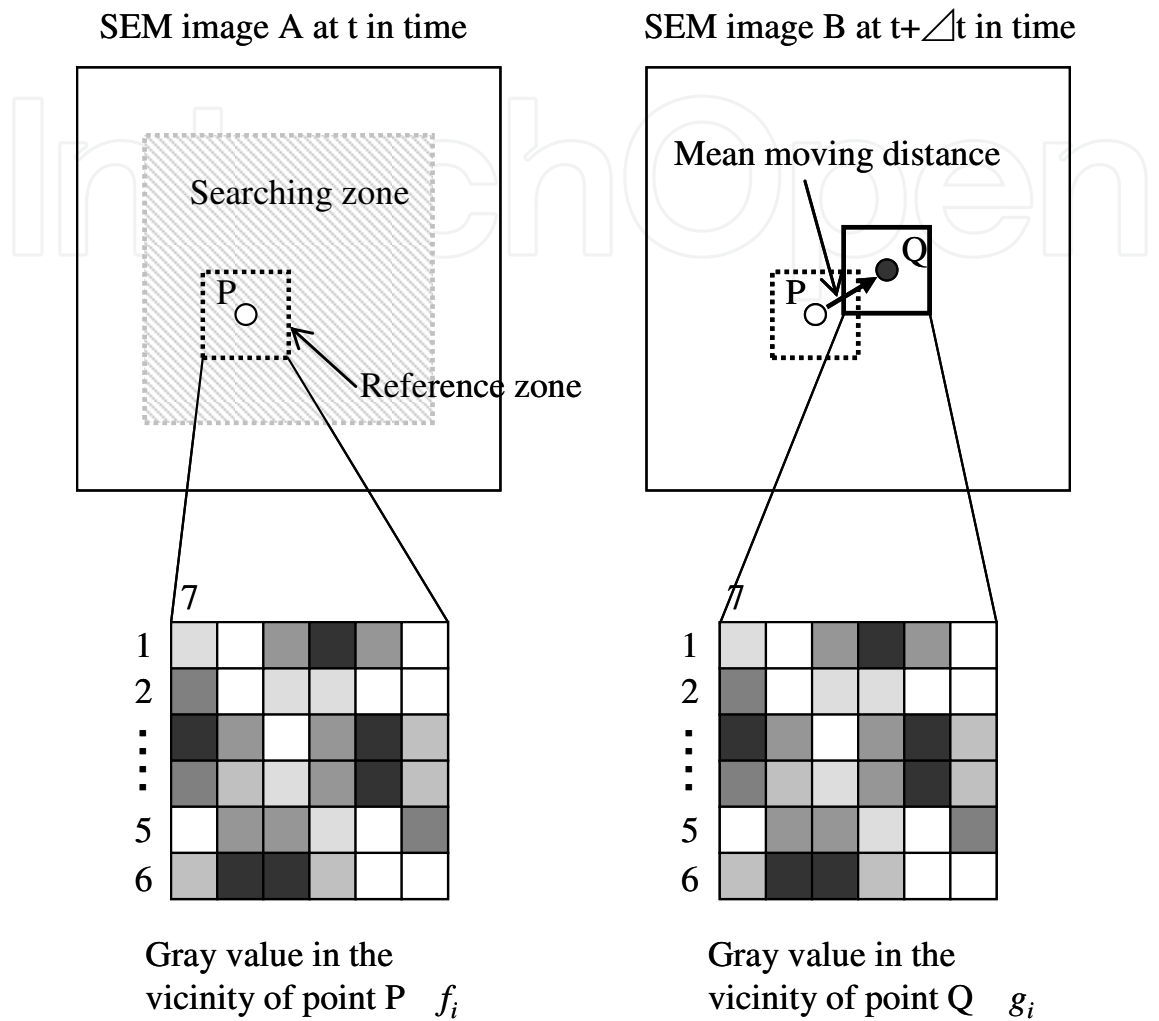 SEM image A at t in time
SEM image B at t+⊿t in time
IntechOpen
Searching zone
P
Reference zone
Mean moving distance
Q
P
7
1
2
5
6
7
1
2
5
6
Gray value in the
vicinity of point P f_i
Gray value in the
vicinity of point Q g_i